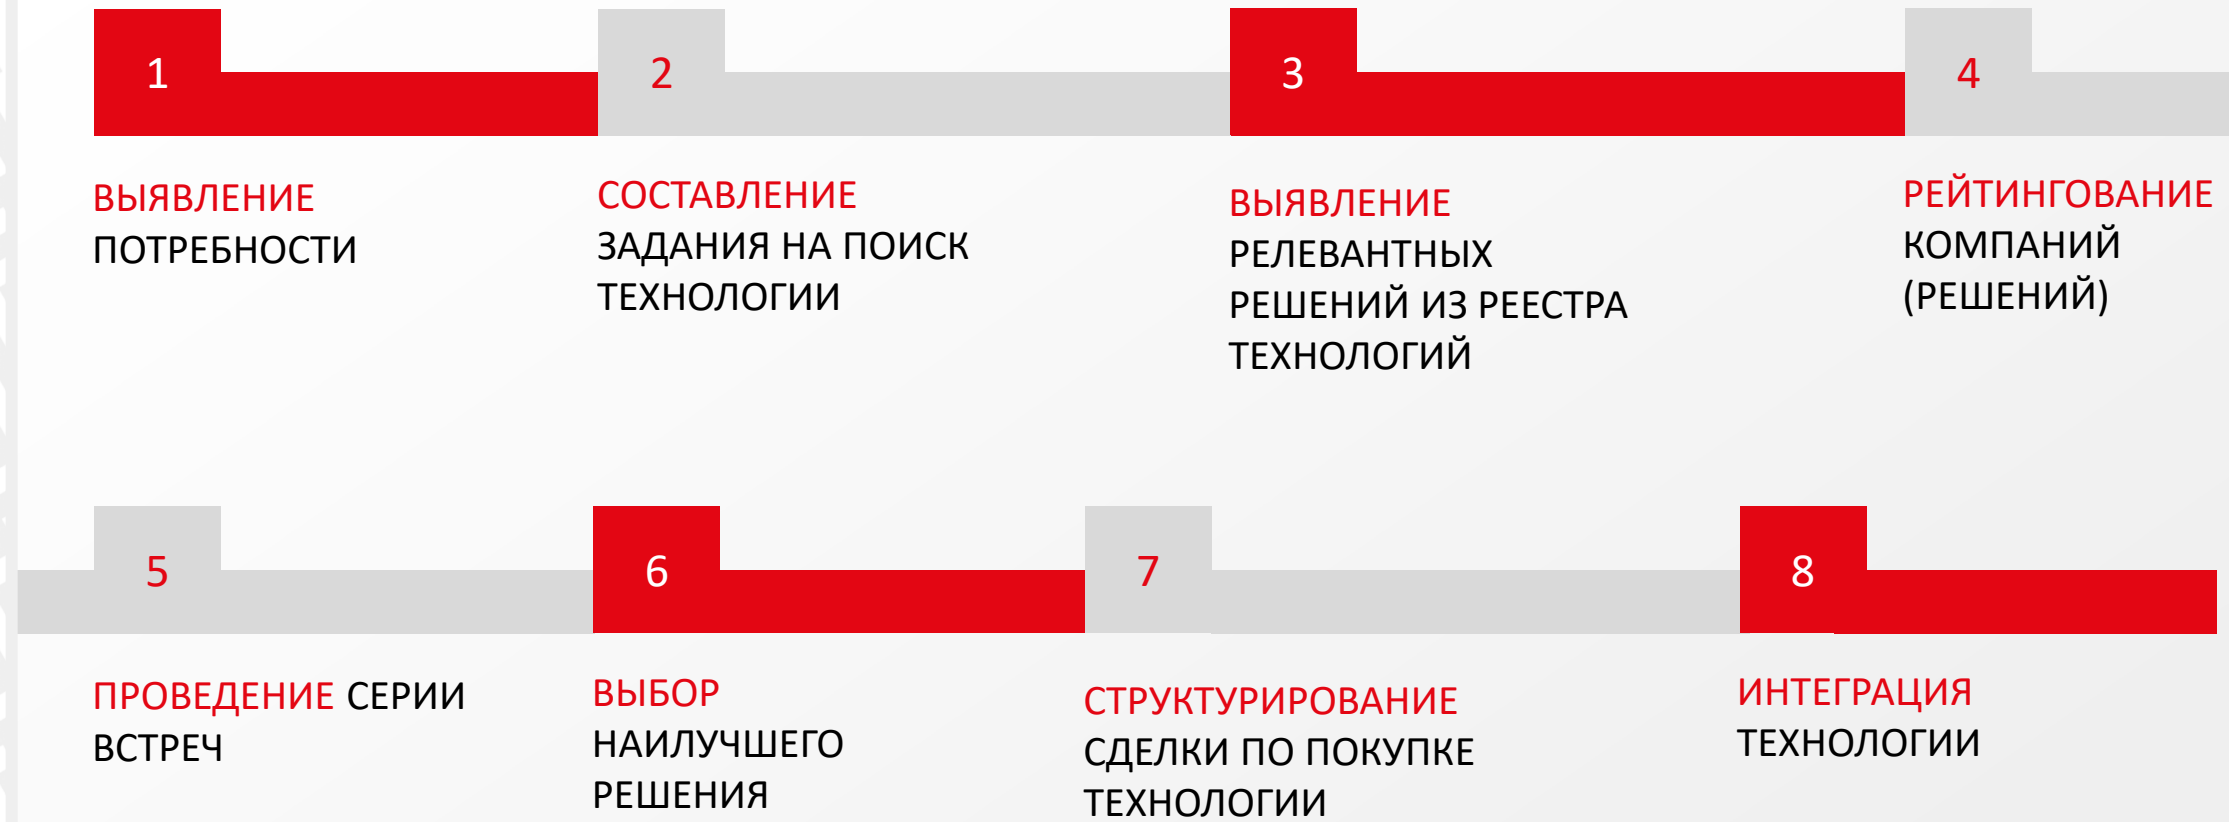 1
ВЫЯВЛЕНИЕ
ПОТРЕБНОСТИ
2
СОСТАВЛЕНИЕ
ЗАДАНИЯ НА ПОИСК
ТЕХНОЛОГИИ
3
ВЫЯВЛЕНИЕ
РЕЛЕВАНТНЫХ
РЕШЕНИЙ ИЗ РЕЕСТРА
ТЕХНОЛОГИЙ
4
РЕЙТИНГОВАНИЕ
КОМПАНИЙ
(РЕШЕНИЙ)
5
ПРОВЕДЕНИЕ СЕРИИ
ВСТРЕЧ
6
ВЫБОР
НАИЛУЧШЕГО
РЕШЕНИЯ
7
СТРУКТУРИРОВАНИЕ
СДЕЛКИ ПО ПОКУПКЕ
ТЕХНОЛОГИИ
8
ИНТЕГРАЦИЯ
ТЕХНОЛОГИИ